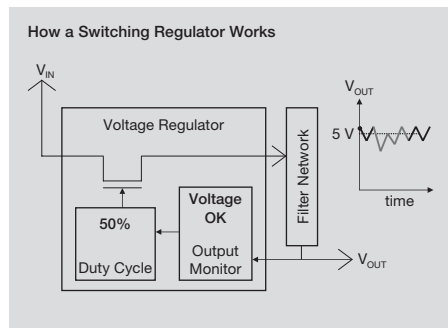 How a Switching Regulator Works
VIN
Voltage Regulator
50%
Duty Cycle
Voltage
OK
Output
Monitor
Filter Network
VOUT
VOUT
5 V
time